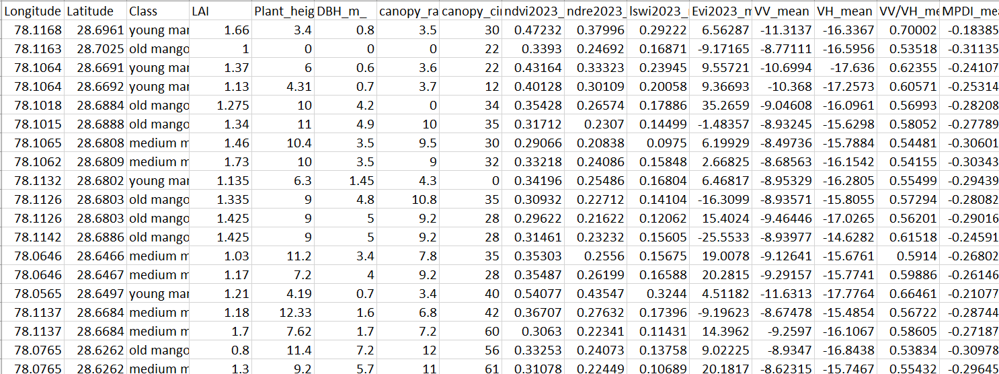 Longitude Latitude Class LAI Plant_heig DBH_m_ canopy_ra canopy_cii ndvi2023_ ndre2023_ lswi2023_ Evi2023_m VV_mean VH_mean VV/VH_me MPDI_mea
78.1168 28.6961 young mar 1.66 3.4 0.8 3.5 30 0.47232 0.37996 0.29222 6.56287 -11.3137 -16.3367 0.70002 -0.18385
78.1163 28.7025 old mango 1 0 0 0 22 0.3393 0.24692 0.16871 -9.17165 -8.77111 -16.5956 0.53518 -0.31135
78.1064 28.6691 young mar 1.37 6 0.6 3.6 22 0.43164 0.33323 0.23945 9.55721 -10.6994 -17.636 0.62355 -0.24107
78.1064 28.6692 young mar 1.13 4.31 0.7 3.7 12 0.40128 0.30109 0.20058 9.36693 -10.368 -17.2573 0.60571 -0.25314
78.1018 28.6884 old mango 1.275 10 4.2 0 34 0.35428 0.26574 0.17886 35.2659 -9.04608 -16.0961 0.56993 -0.28208
78.1015 28.6888 old mango 1.34 11 4.9 10 35 0.31712 0.2307 0.14499 -1.48357 -8.93245 -15.6298 0.58052 -0.27789
78.1065 28.6808 medium m 1.46 10.4 3.5 9.5 30 0.29066 0.20838 0.0975 6.19929 -8.49736 -15.7884 0.54481 -0.30601
78.1062 28.6809 medium m 1.73 10 3.5 9 32 0.33218 0.24086 0.15848 2.66825 -8.68563 -16.1542 0.54155 -0.30343
78.1132 28.6802 young mar 1.135 6.3 1.45 4.3 0 0.34196 0.25486 0.16804 6.46817 -8.95329 -16.2805 0.55499 -0.29439
78.1126 28.6803 old mango 1.335 9 4.8 10.8 35 0.30932 0.22712 0.14104 -16.3099 -8.93571 -15.8055 0.57294 -0.28082
78.1126 28.6803 old mango 1.425 9 5 9.2 28 0.29622 0.21622 0.12062 15.4024 -9.46446 -17.0265 0.56201 -0.29016
78.1142 28.6886 old mango 1.425 9 5 9.2 28 0.31461 0.23232 0.15605 -25.5533 -8.93977 -14.6282 0.61518 -0.24591
78.0646 28.6466 medium m 1.03 11.2 3.4 7.8 35 0.35303 0.2556 0.15675 19.0078 -9.12641 -15.6761 0.5914 -0.26802
78.0646 28.6467 medium m 1.17 7.2 4 9.2 28 0.35487 0.26199 0.16588 20.2815 -9.29157 -15.7741 0.59886 -0.26146
78.0565 28.6497 young mar 1.21 4.19 0.7 3.4 40 0.54077 0.43547 0.3244 4.51182 -11.6313 -17.7764 0.66461 -0.21077
78.1137 28.6684 medium m 1.18 12.33 1.6 6.8 42 0.36707 0.27632 0.17396 -9.19623 -8.67478 -15.4854 0.56722 -0.28744
78.1137 28.6684 medium m 1.7 7.62 1.7 7.2 60 0.3063 0.22341 0.11431 14.3962 -9.2597 -16.1067 0.58605 -0.27187
78.0765 28.6262 old mango 0.8 11.4 7.2 12 56 0.33253 0.24073 0.13758 9.02225 -8.9347 -16.8438 0.53834 -0.30978
78.0765 28.6262 medium m 1.3 9.2 5.7 11 61 0.31078 0.22449 0.10689 20.1817 -8.62315 -15.7467 0.55432 -0.29645